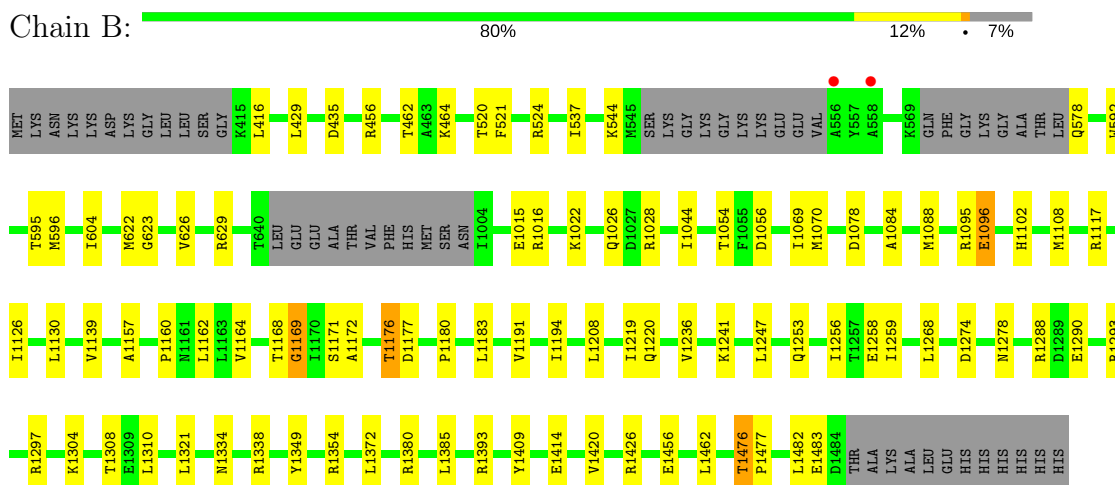 Chain B:
80% 12% • 7%
MET LYS ASN LYS LYS ASP LYS GLY LEU LEU SER GLY K415 L416 L429 D435 R456 T462 A463 K464 T520 F521 R524 I537 K544 M545 SER LYS GLY LYS GLY LYS LYS GLU GLU VAL A556 Y557 A558 K569 GLN PHE GLY LYS GLY ALA THR LEU Q578 H592
T595 M596 I604 M622 G623 V626 R629 T640 LEU GLU GLU ALA THR VAL PHE HIS MET SER ASN I1004 E1015 R1016 K1022 Q1026 D1027 R1028 I1044 T1054 F1055 D1056 I1069 M1070 D1078 A1084 M1088 R1095 E1096 H1102 M1108 R1117
I1126 L1130 V1139 A1157 P1160 N1161 L1162 L1163 V1164 T1168 G1169 I1170 S1171 A1172 T1176 D1177 P1180 L1183 V1191 I1194 L1208 I1219 Q1220 V1236 K1241 L1247 Q1253 I1256 T1257 E1258 I1259 L1268 D1274 N1278 R1288 D1289 E1290 R1293
R1297 K1304 T1308 E1309 L1310 L1321 N1334 R1338 Y1349 R1354 L1372 R1380 L1385 R1393 Y1409 E1414 V1420 R1426 E1456 L1462 T1476 P1477 L1482 E1483 D1484 THR ALA LYS ALA LEU GLU HIS HIS HIS HIS HIS HIS